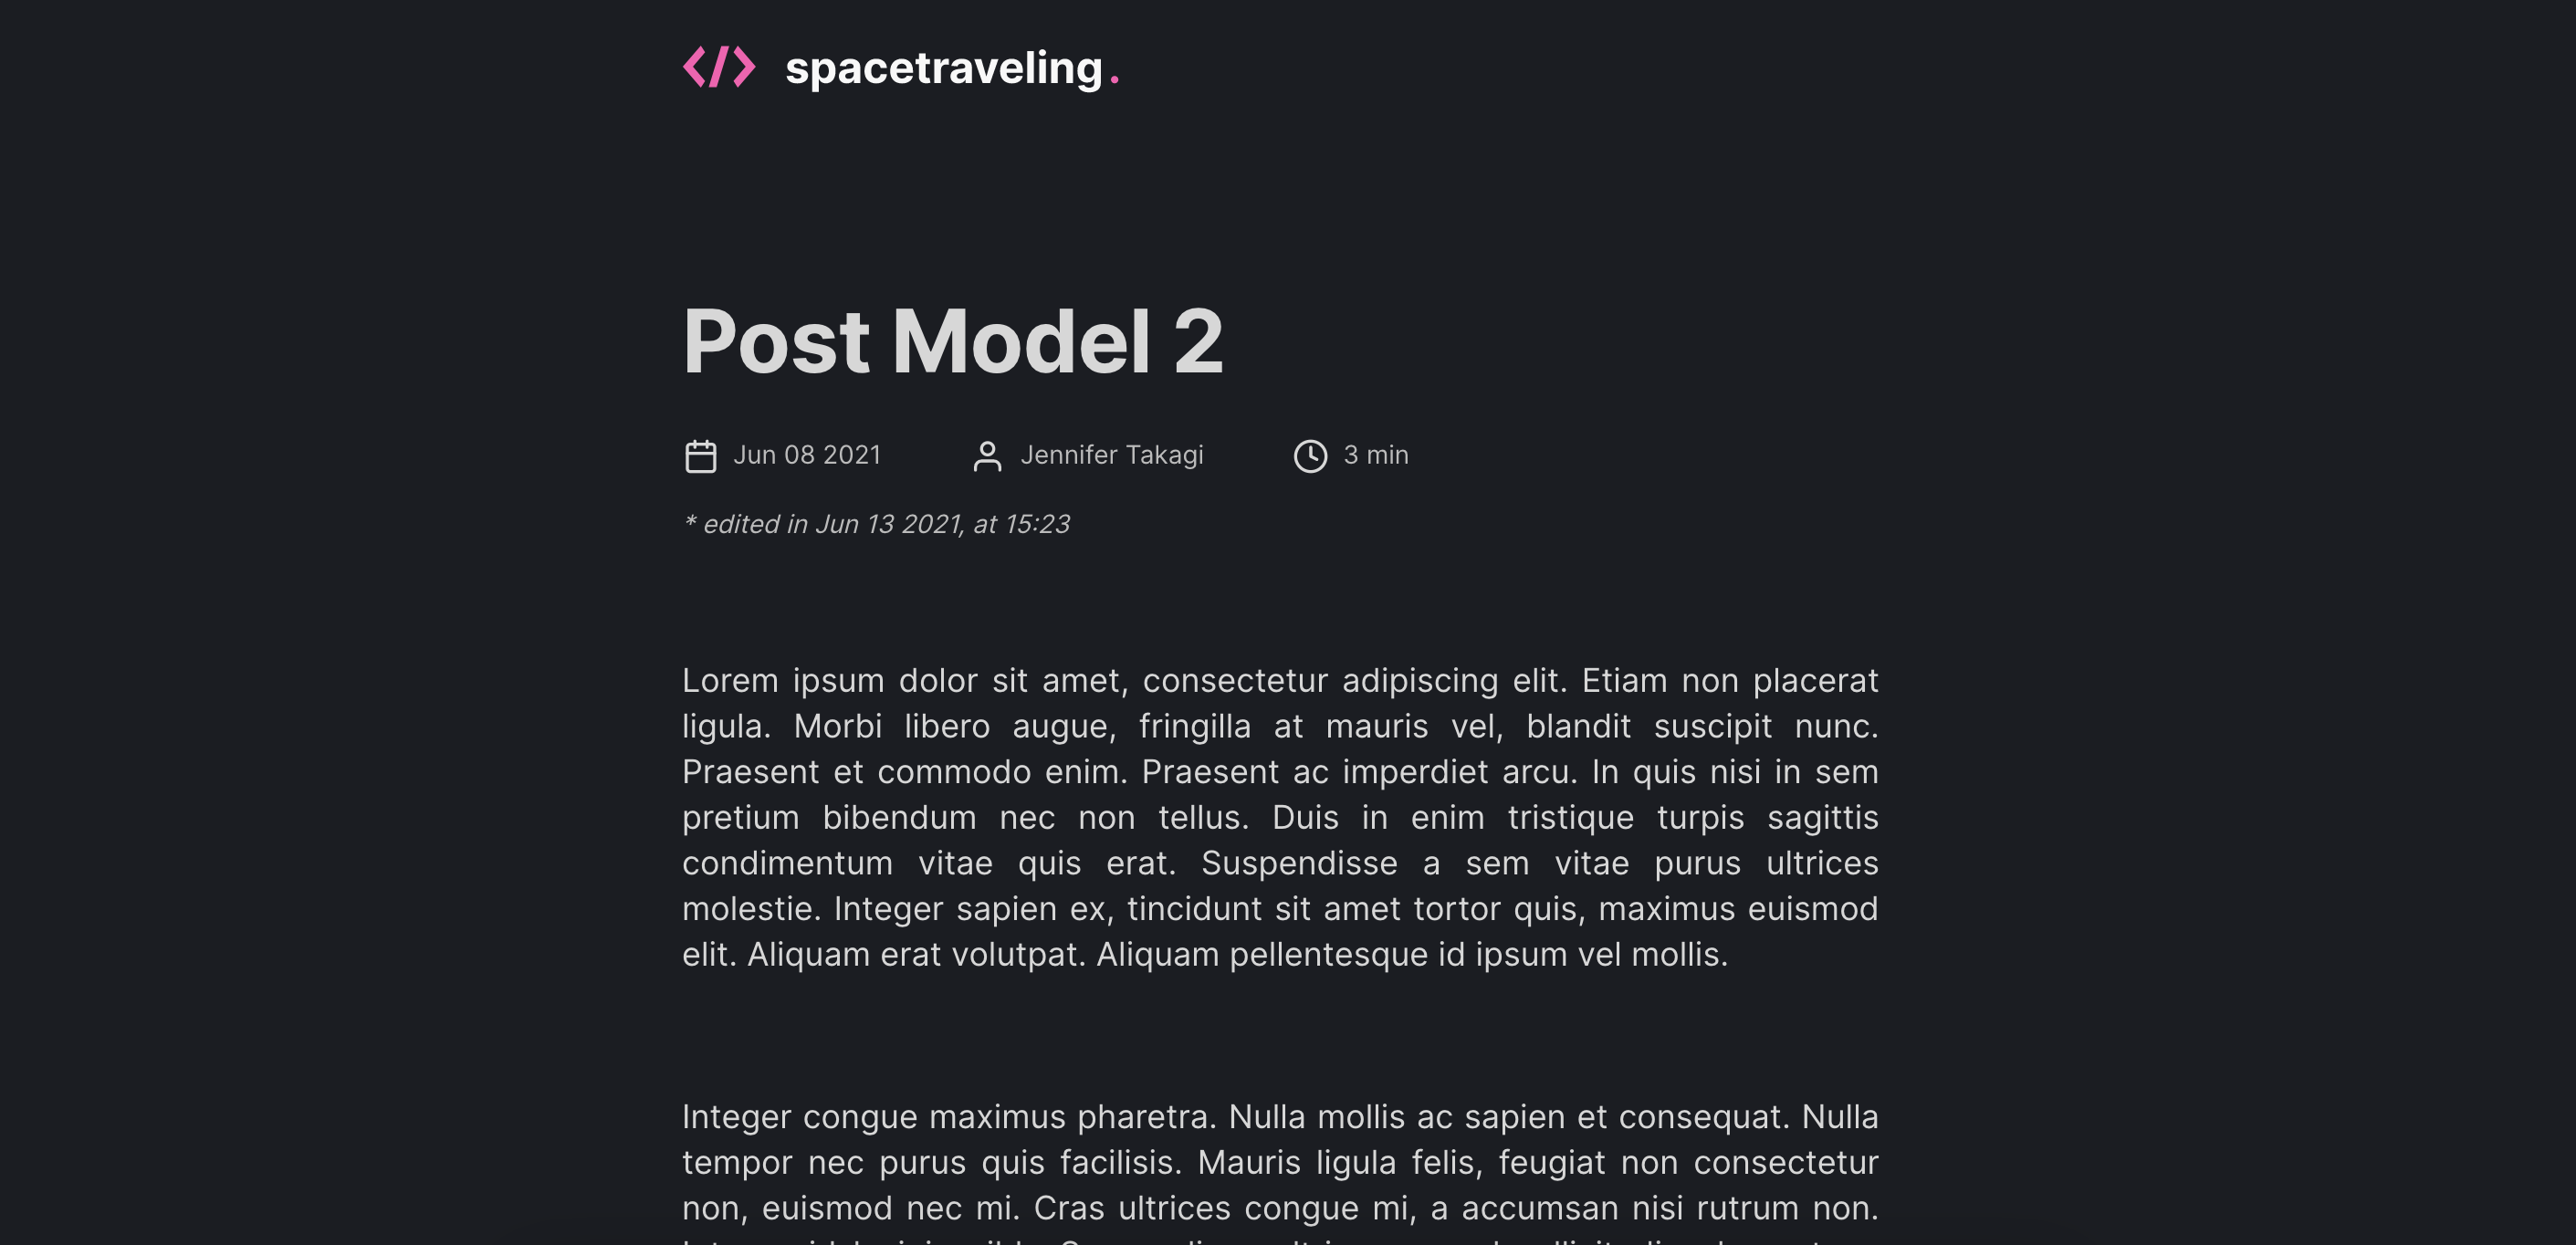 </> spacetraveling.
Post Model 2
Jun 08 2021 Jennifer Takagi 3 min
* edited in Jun 13 2021, at 15:23
Lorem ipsum dolor sit amet, consectetur adipiscing elit. Etiam non placerat
ligula. Morbi libero augue, fringilla at mauris vel, blandit suscipit nunc.
Praesent et commodo enim. Praesent ac imperdiet arcu. In quis nisi in sem
pretium bibendum nec non tellus. Duis in enim tristique turpis sagittis
condimentum vitae quis erat. Suspendisse a sem vitae purus ultrices
molestie. Integer sapien ex, tincidunt sit amet tortor quis, maximus euismod
elit. Aliquam erat volutpat. Aliquam pellentesque id ipsum vel mollis.
Integer congue maximus pharetra. Nulla mollis ac sapien et consequat. Nulla
tempor nec purus quis facilisis. Mauris ligula felis, feugiat non consectetur
non, euismod nec mi. Cras ultrices congue mi, a accumsan nisi rutrum non.